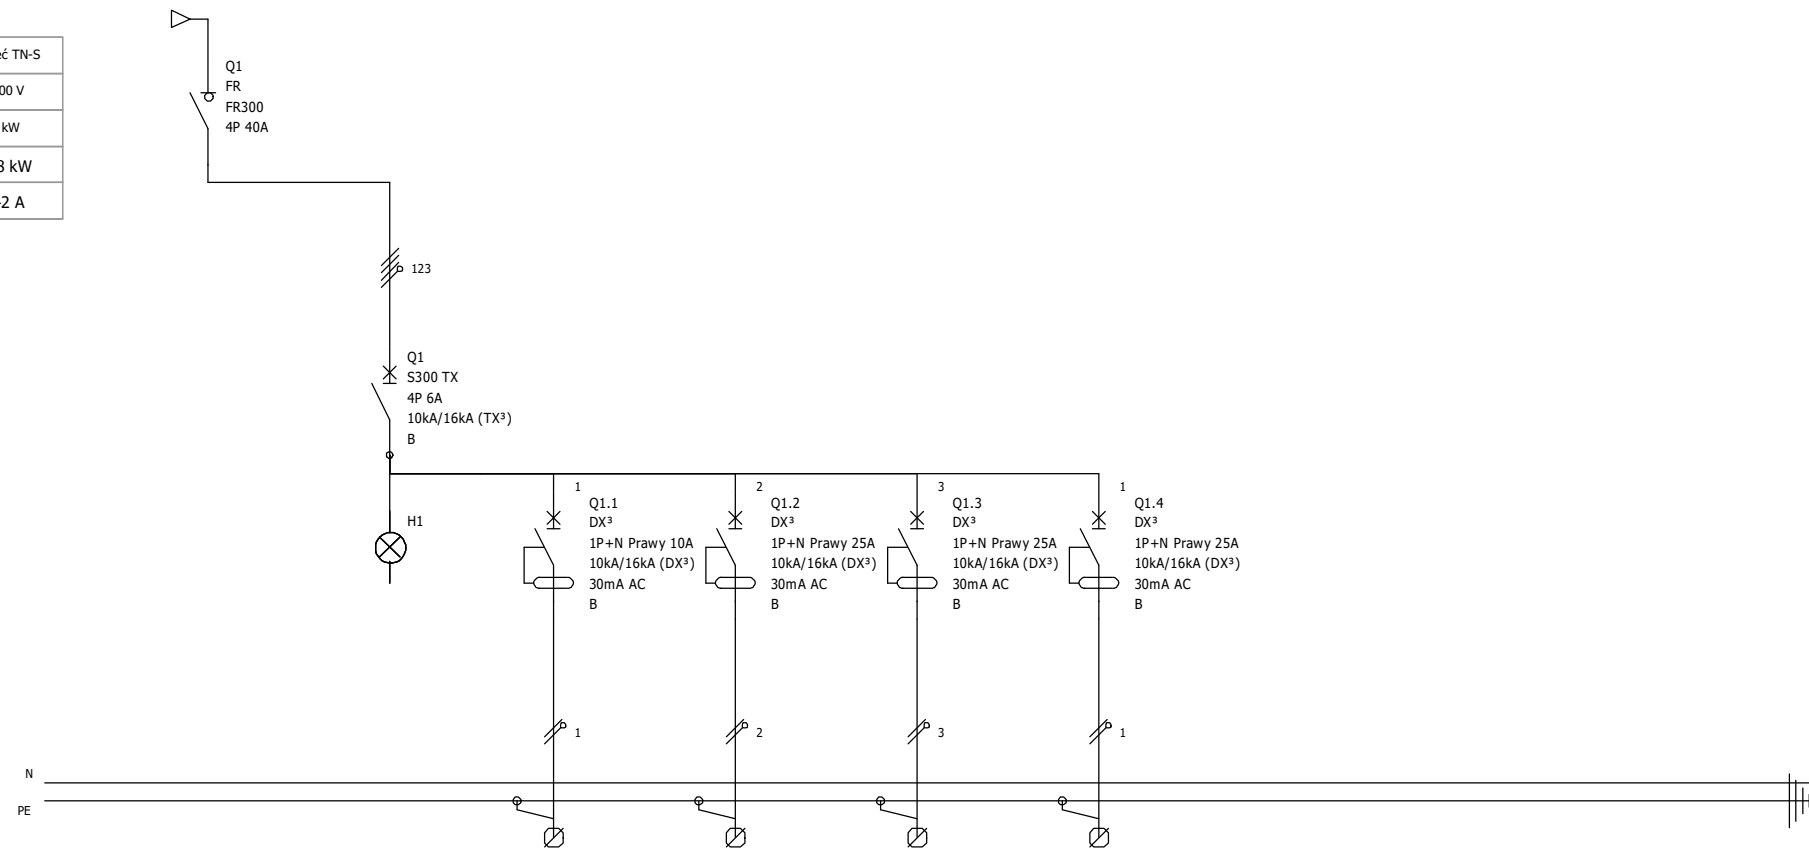 ć TN-S
00 V
kW
3 kW
2 A
Q1
FR
FR300
4P 40A
123
Q1
S300 TX
4P 6A
10kA/16kA (TX³)
B
H1
1
Q1.1
DX³
1P+N Prawy 10A
10kA/16kA (DX³)
30mA AC
B
2
Q1.2
DX³
1P+N Prawy 25A
10kA/16kA (DX³)
30mA AC
B
3
Q1.3
DX³
1P+N Prawy 25A
10kA/16kA (DX³)
30mA AC
B
1
Q1.4
DX³
1P+N Prawy 25A
10kA/16kA (DX³)
30mA AC
B
1
2
3
1
N
PE